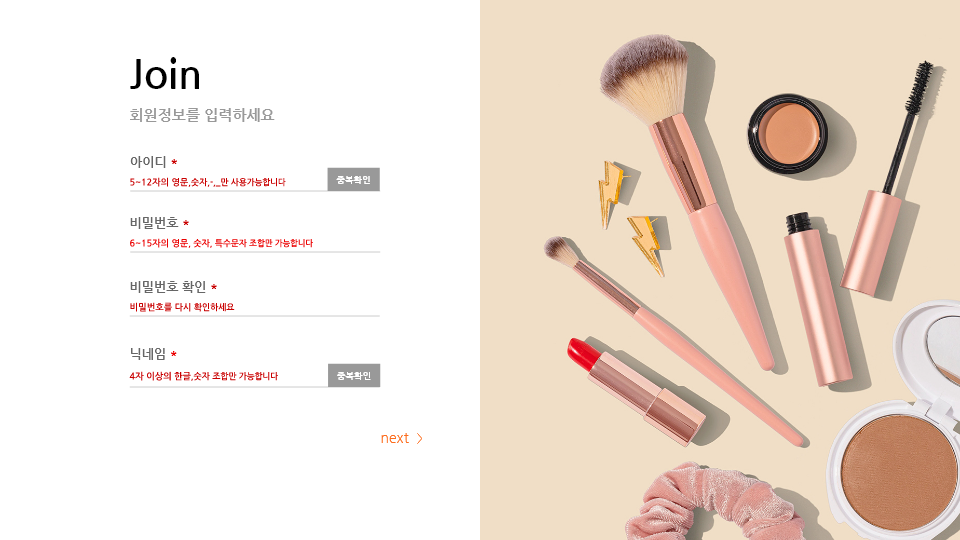 Join
회원정보를 입력하세요
아이디 *
5~12자의 영문,숫자,-,_만 사용가능합니다
중복확인
비밀번호 *
6~15자의 영문, 숫자, 특수문자 조합만 가능합니다
비밀번호 확인 *
비밀번호를 다시 확인하세요
닉네임 *
4자 이상의 한글,숫자 조합만 가능합니다
중복확인
next >